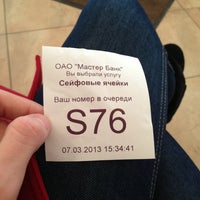 ОАО "Мастер Банк"
Вы выбрали услугу
Сейфовые ячейки
Ваш номер в очереди
S76
07.03 2013 15:34:41